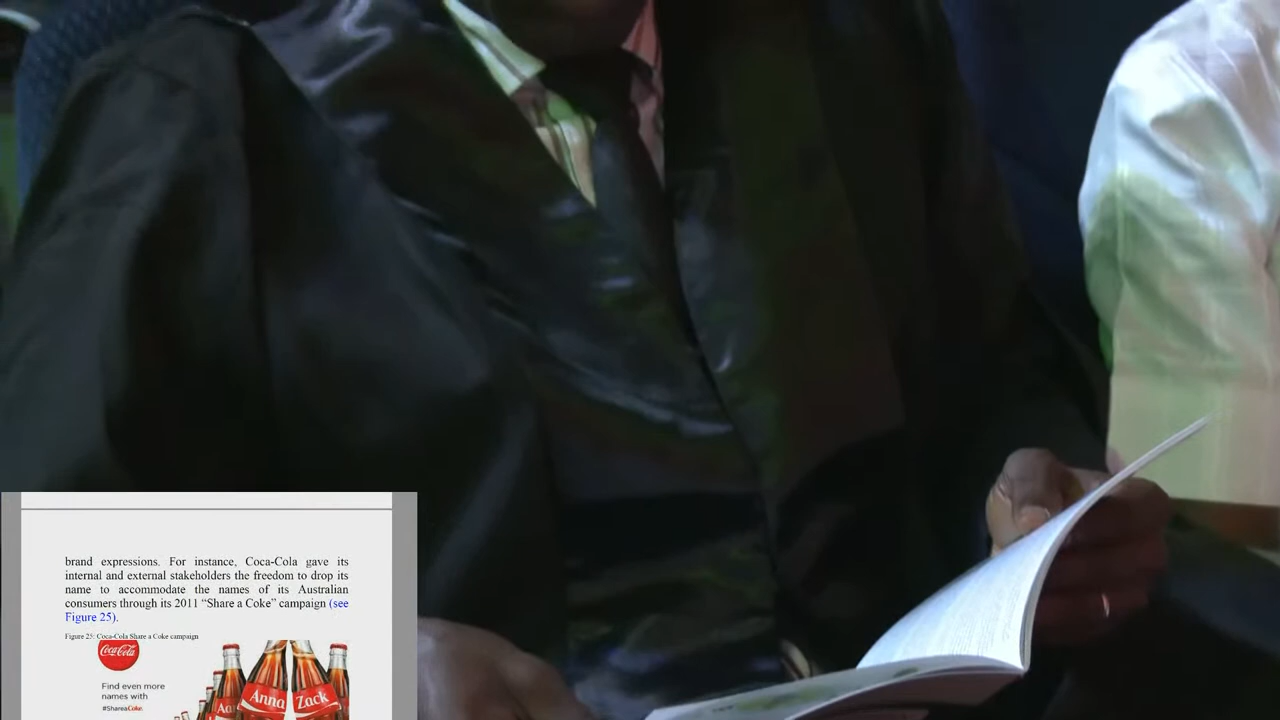 brand expressions. For instance, Coca-Cola gave its
internal and external stakeholders the freedom to drop its
name to accommodate the names of its Australian
consumers through its 2011 “Share a Coke” campaign (see
Figure 25).
Figure 25: Coca-Cola Share a Coke campaign
Coca-Cola
Find even more
names with
#ShareaCoke.
Anna
Zack